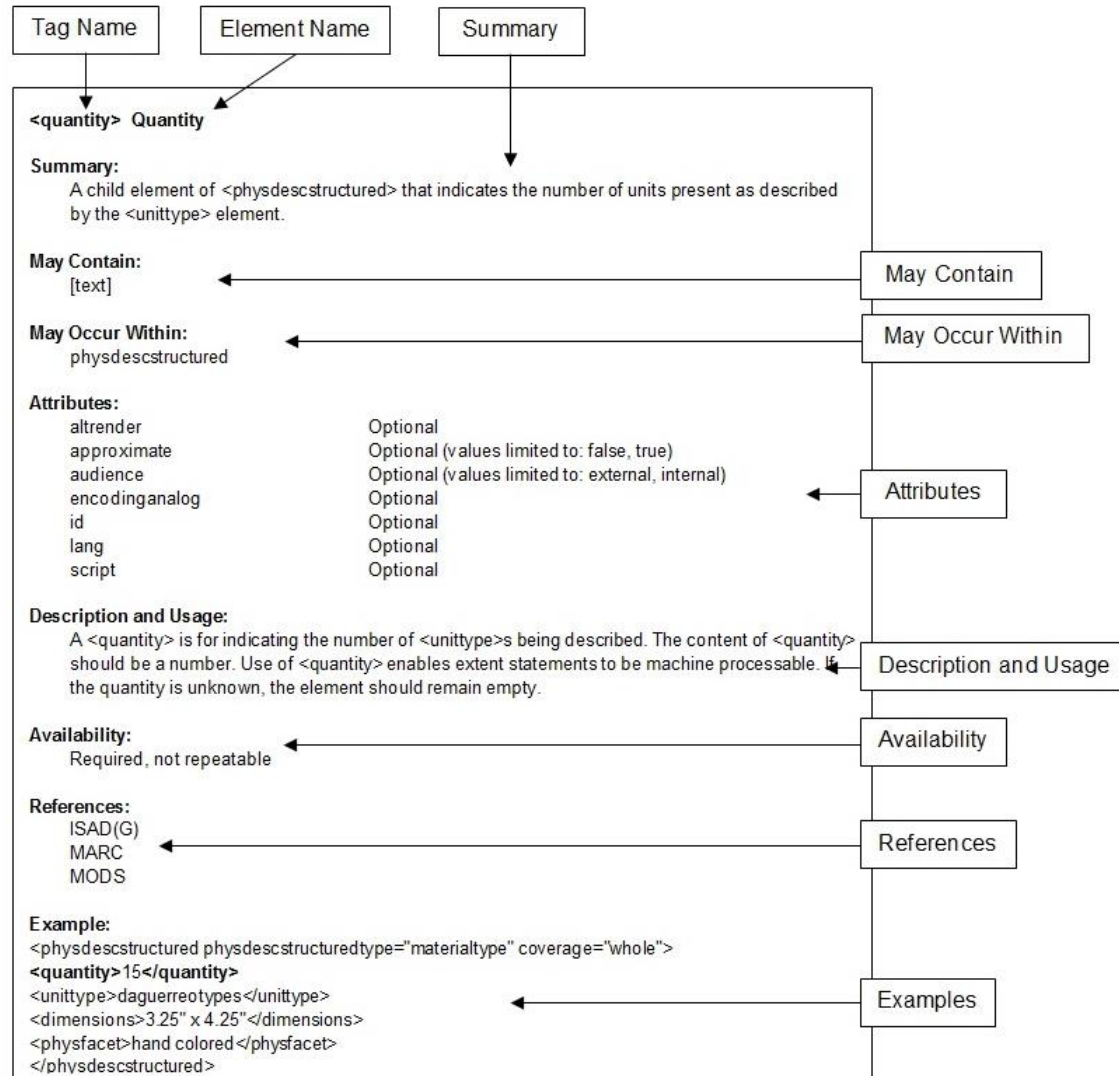 Tag Name
Element Name
Summary
<quantity> Quantity
Summary:
A child element of <physdescstructured> that indicates the number of units present as described
by the <unittype> element.
May Contain:
[text]
May Contain
May Occur Within:
physdescstructured
May Occur Within
Attributes:
altrender Optional
approximate Optional (values limited to: false, true)
audience Optional (values limited to: external, internal)
encodinganalog Optional
id Optional
lang Optional
script Optional
Attributes
Description and Usage:
A <quantity> is for indicating the number of <unittype>s being described. The content of <quantity>
should be a number. Use of <quantity> enables extent statements to be machine processable. If
the quantity is unknown, the element should remain empty.
Description and Usage
Availability:
Required, not repeatable
Availability
References:
ISAD(G)
MARC
MODS
References
Example:
<physdescstructured physdescstructuredtype="materialtype" coverage="whole">
<quantity>15</quantity>
<unittype>daguerreotypes</unittype>
<dimensions>3.25" x 4.25"</dimensions>
<physfacet>hand colored</physfacet>
</physdescstructured>
Examples